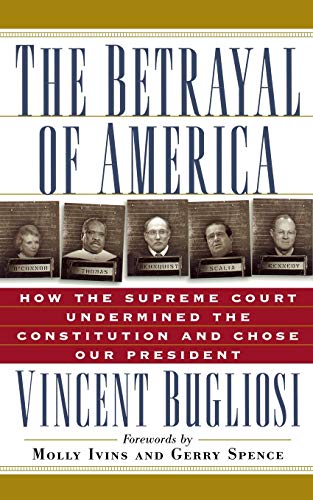 THE BETRAYAL
OF AMERICA
O'CONNOR THOMAS REHNQUIST SCALIA KENNEDY
HOW THE SUPREME COURT
UNDERMINED THE
CONSTITUTION AND CHOSE
OUR PRESIDENT
VINCENT BUGLIOSI
Forewords by
MOLLY IVINS AND GERRY SPENCE